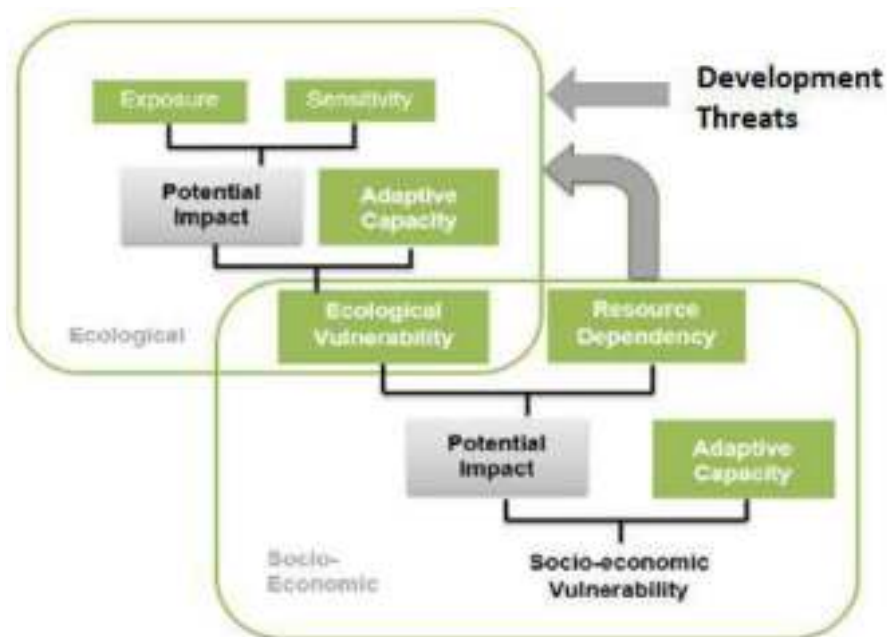 Exposure
Sensitivity
Development
Threats
Potential
Impact
Adaptive
Capacity
Ecological
Ecological
Vulnerability
Resource
Dependency
Potential
Impact
Adaptive
Capacity
Socio-
Economic
Socio-economic
Vulnerability